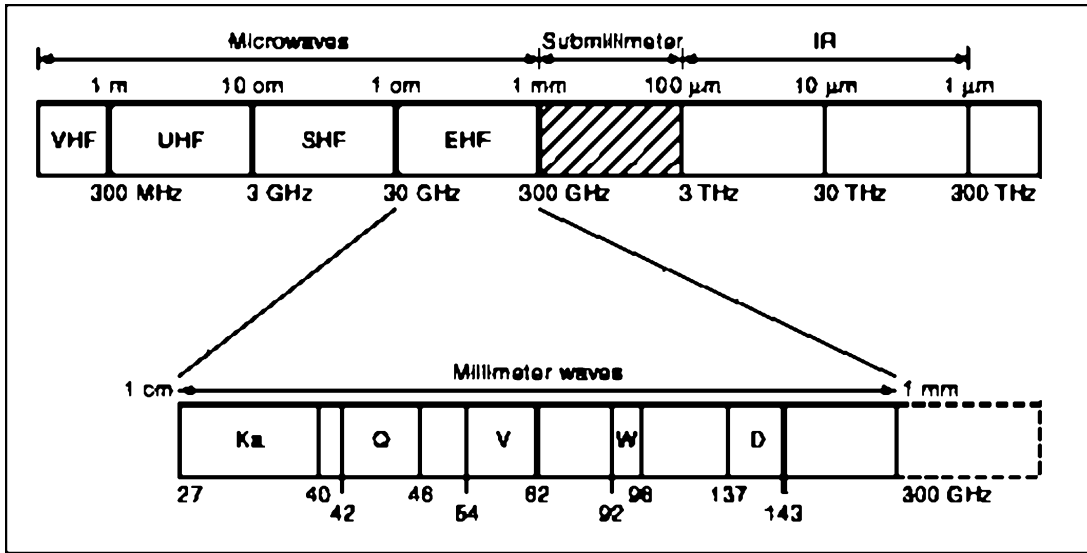 Microwaves Submillimeter IR
1 m 10 cm 1 cm 1 mm 100 μm 10 μm 1 μm
VHF UHF SHF EHF
300 MHz 3 GHz 30 GHz 300 GHz 3 THz 30 THz 300 THz
1 cm Millimeter waves 1 mm
Ka Q V W D
27 40 46 62 98 137 300 GHz
42 54 92 143